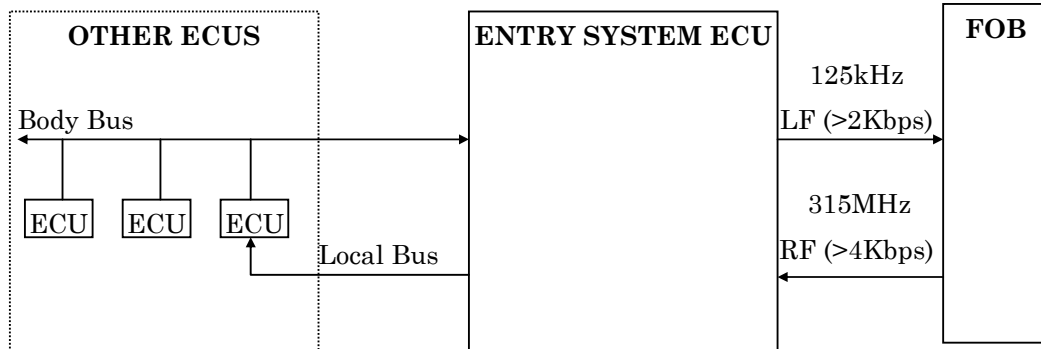 OTHER ECUS
Body Bus
ECU
ECU
ECU
Local Bus
ENTRY SYSTEM ECU
125kHz
LF (>2Kbps)
315MHz
RF (>4Kbps)
FOB